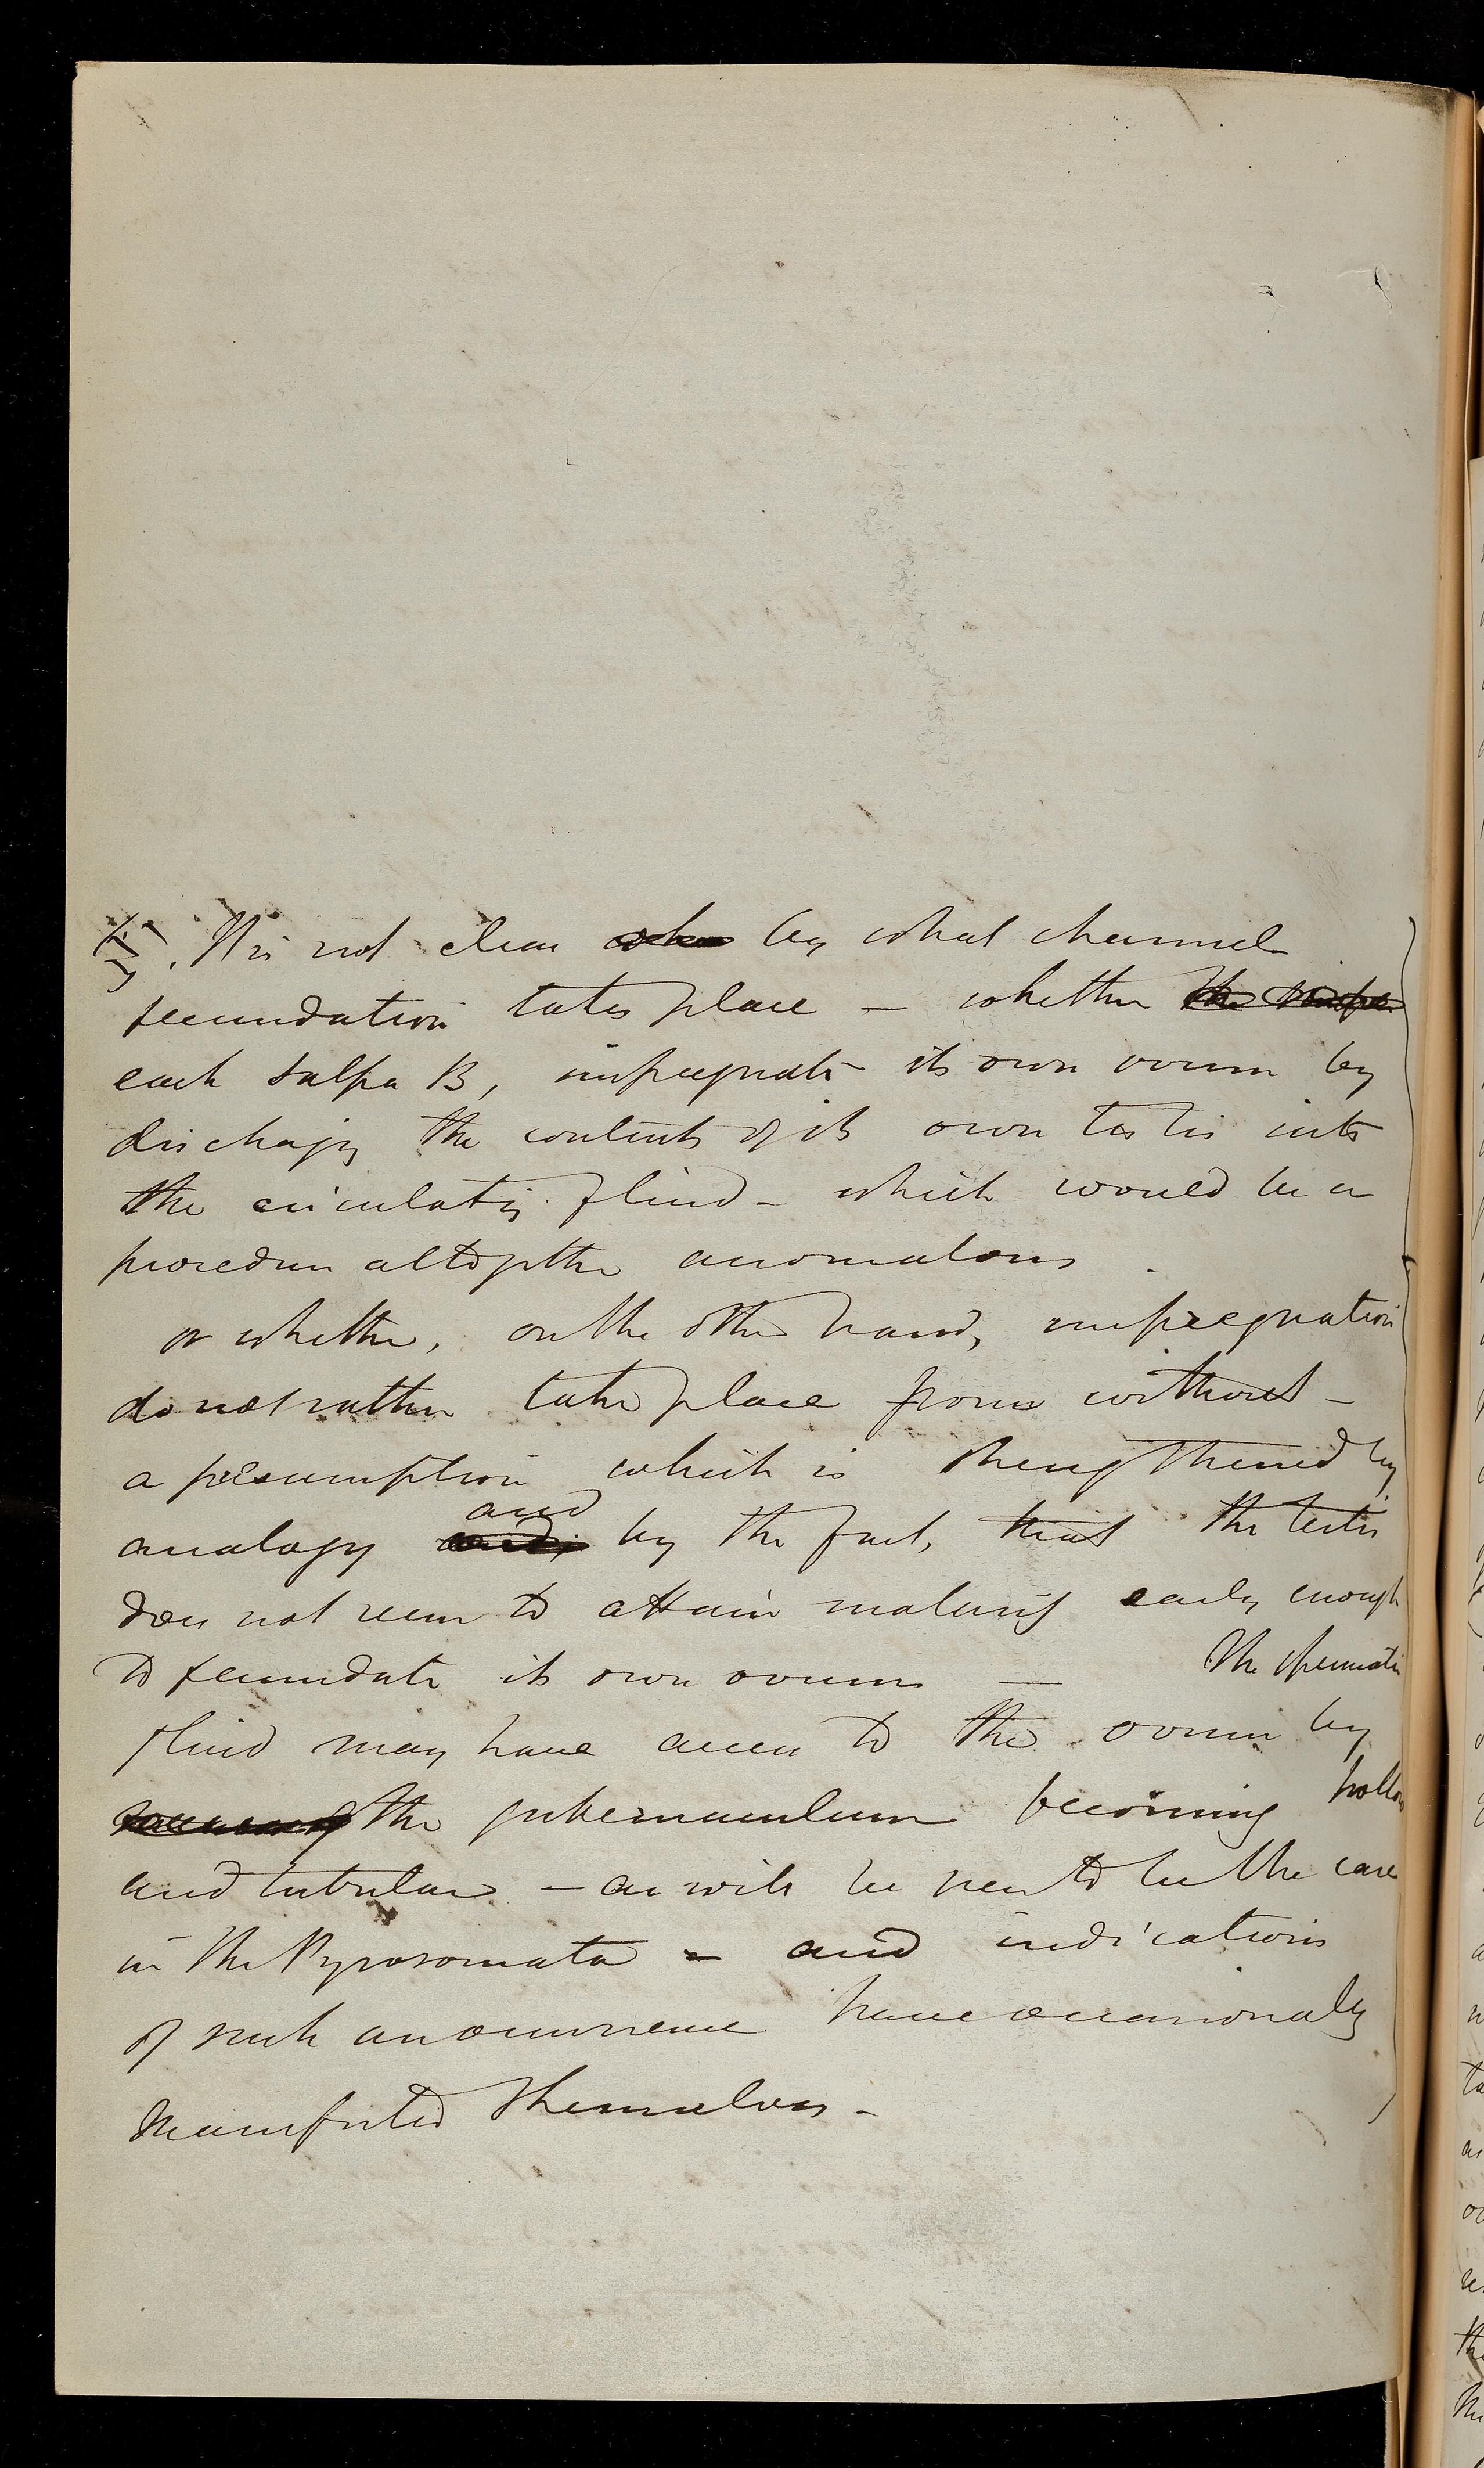 It is not clear by what channel
fecundation takes place — whether the
each Salpa B, impregnate its own ovum by
discharging the contents of its own testis into
the circulating fluid — which would be a
procedure altogether anomalous
or whether, on the other hand, impregnation
do not rather take place from without —
a presumption which is strengthened by
and
analogy by the fact, that the testis
does not seem to attain maturity early enough
to fecundate its own ovum — The spermatic
fluid may have access to the ovum by
the gubernaculum becoming hollow
and tubular — as will be seen to be the case
in the Pyrosomata — and indications
of such an occurrence have occasionally
manifested themselves —